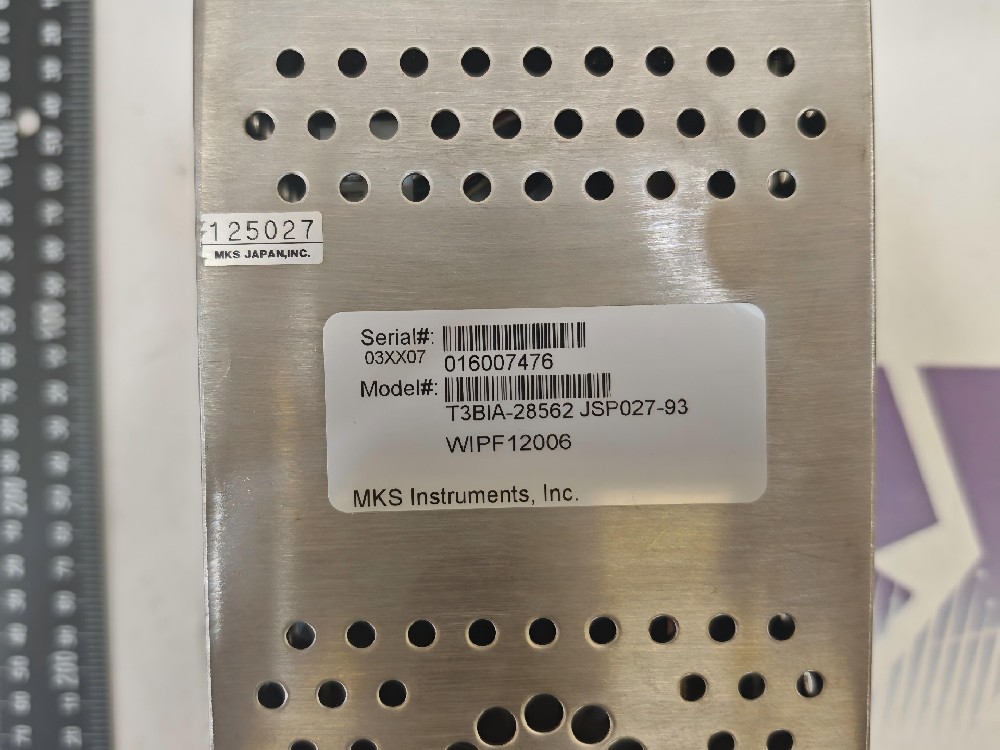 125027
MKS JAPAN,INC.
Serial#:
03XX07 016007476
Model#:
T3BIA-28562 JSP027-93
WIPF12006
MKS Instruments, Inc.